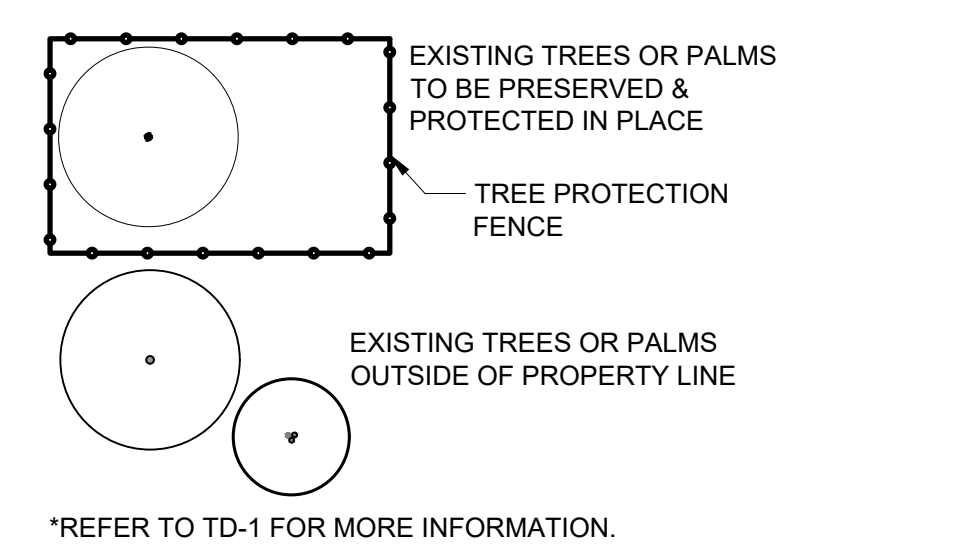 EXISTING TREES OR PALMS
TO BE PRESERVED &
PROTECTED IN PLACE
TREE PROTECTION
FENCE
EXISTING TREES OR PALMS
OUTSIDE OF PROPERTY LINE
*REFER TO TD-1 FOR MORE INFORMATION.